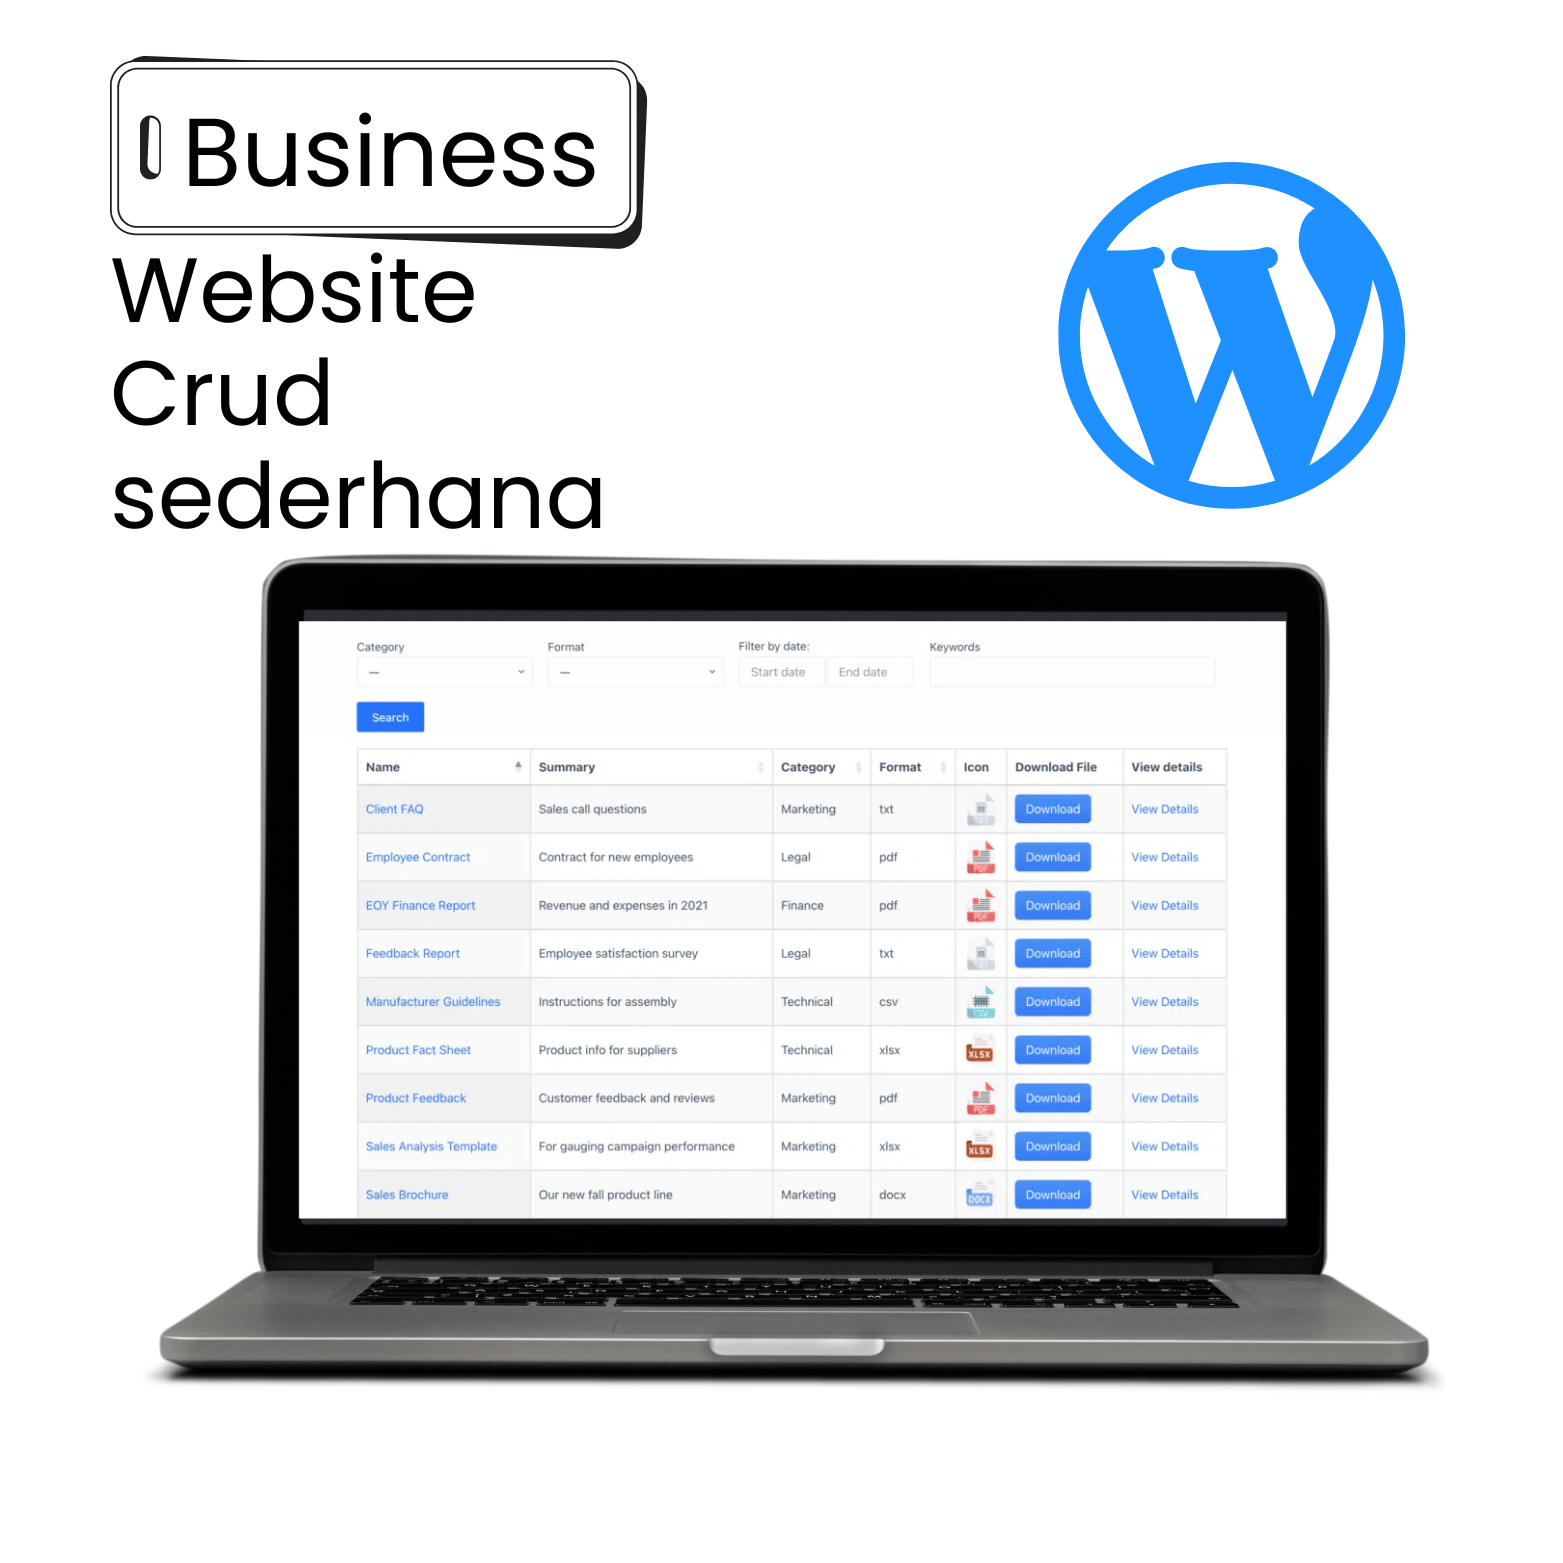 Business
Website
Crud
sederhana
Category Format Filter by date: Keywords
— — Start date End date
Search
Name Summary Category Format Icon Download File View details
Client FAQ Sales call questions Marketing txt TXT Download View Details
Employee Contract Contract for new employees Legal pdf PDF Download View Details
EOY Finance Report Revenue and expenses in 2021 Finance pdf PDF Download View Details
Feedback Report Employee satisfaction survey Legal txt TXT Download View Details
Manufacturer Guidelines Instructions for assembly Technical csv CSV Download View Details
Product Fact Sheet Product info for suppliers Technical xlsx XLSX Download View Details
Product Feedback Customer feedback and reviews Marketing pdf PDF Download View Details
Sales Analysis Template For gauging campaign performance Marketing xlsx XLSX Download View Details
Sales Brochure Our new fall product line Marketing docx DOCX Download View Details